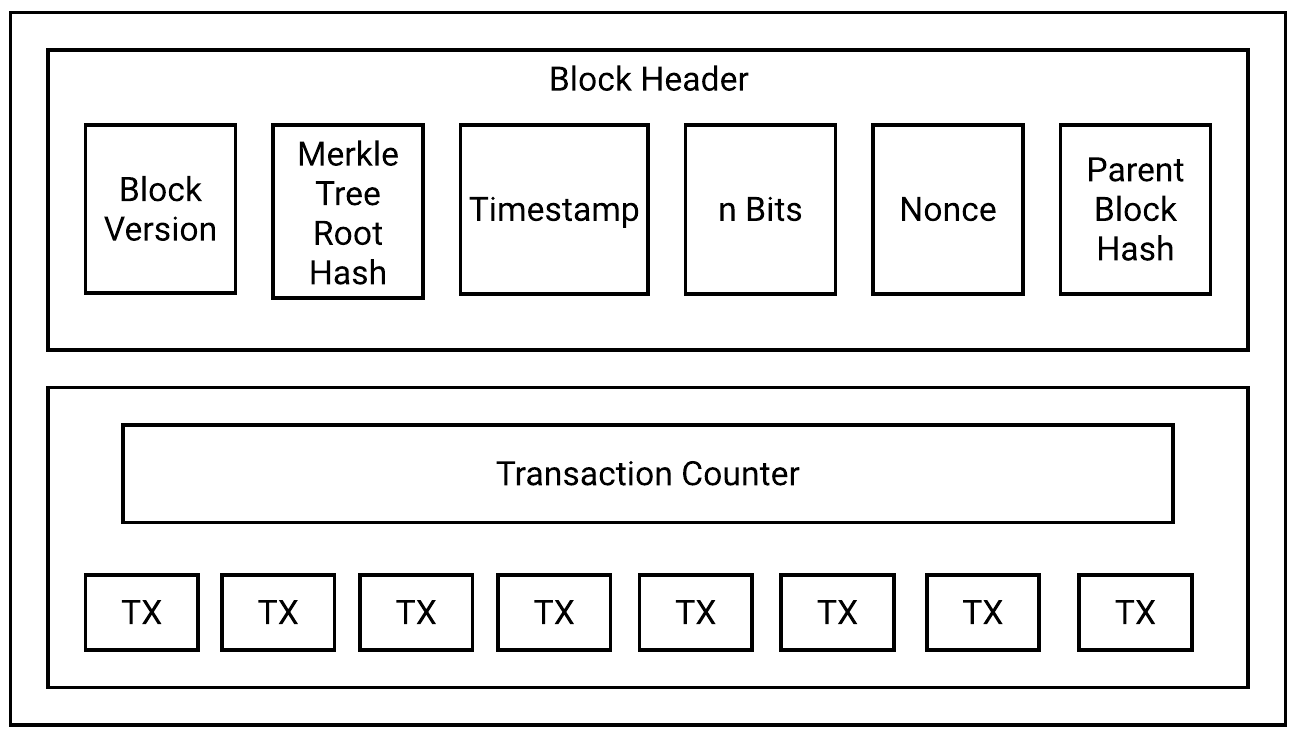 Block Header
Block
Version
Merkle
Tree
Root
Hash
Timestamp
n Bits
Nonce
Parent
Block
Hash
Transaction Counter
TX
TX
TX
TX
TX
TX
TX
TX